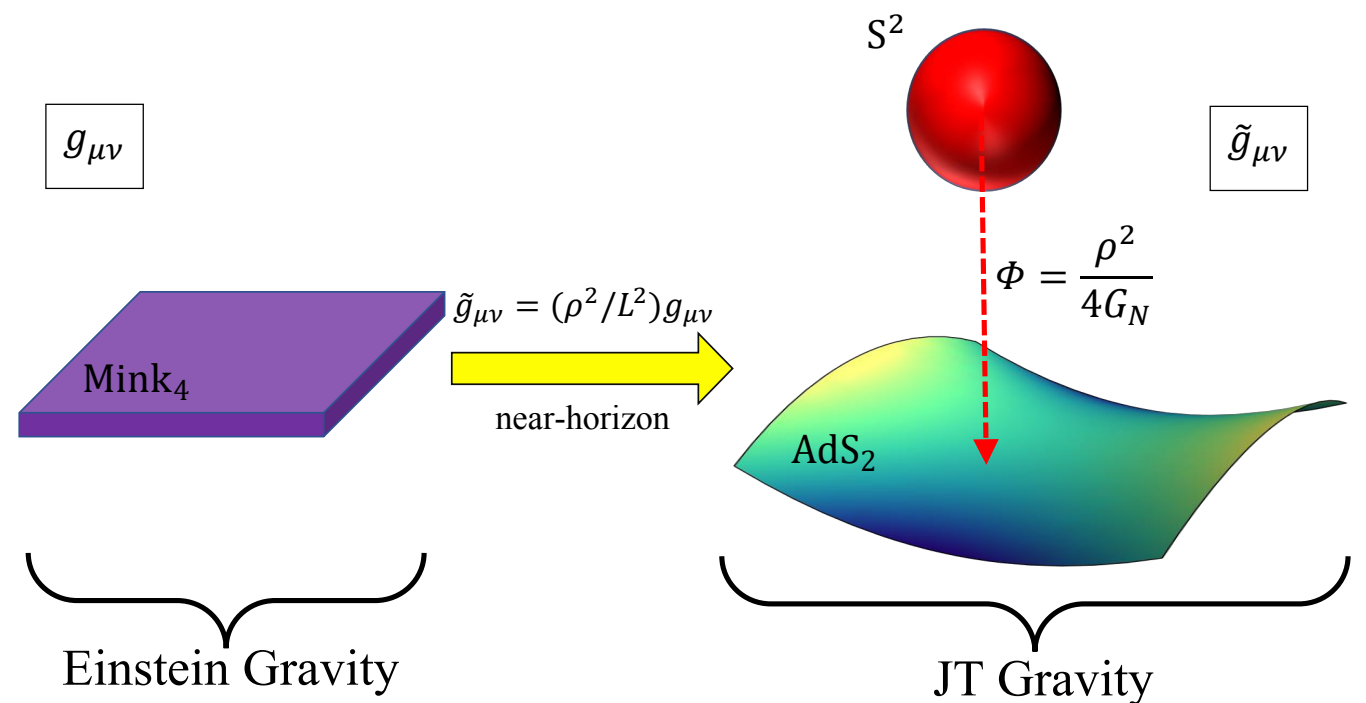 S²
g_μν
g̃_μν
Φ = ρ²/4G_N
g̃_μν = (ρ²/L²)g_μν
Mink₄
near-horizon
AdS₂
Einstein Gravity
JT Gravity